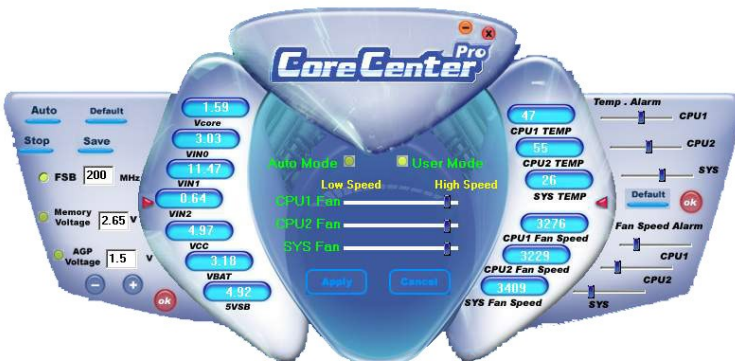 CoreCenter Pro
Auto Default
Stop Save
FSB 200 MHz
Memory Voltage 2.65 V
AGP Voltage 1.5 V
ok
1.59
Vcore
3.03
VIN0
11.47
VIN1
0.64
VIN2
4.97
VCC
3.18
VBAT
4.92
5VSB
Auto Mode User Mode
Low Speed High Speed
CPU1 Fan
CPU2 Fan
SYS Fan
Apply Cancel
47
CPU1 TEMP
55
CPU2 TEMP
26
SYS TEMP
3276
CPU1 Fan Speed
3229
CPU2 Fan Speed
3409
SYS Fan Speed
Temp . Alarm
CPU1
CPU2
SYS
Default ok
Fan Speed Alarm
CPU1
CPU2
SYS